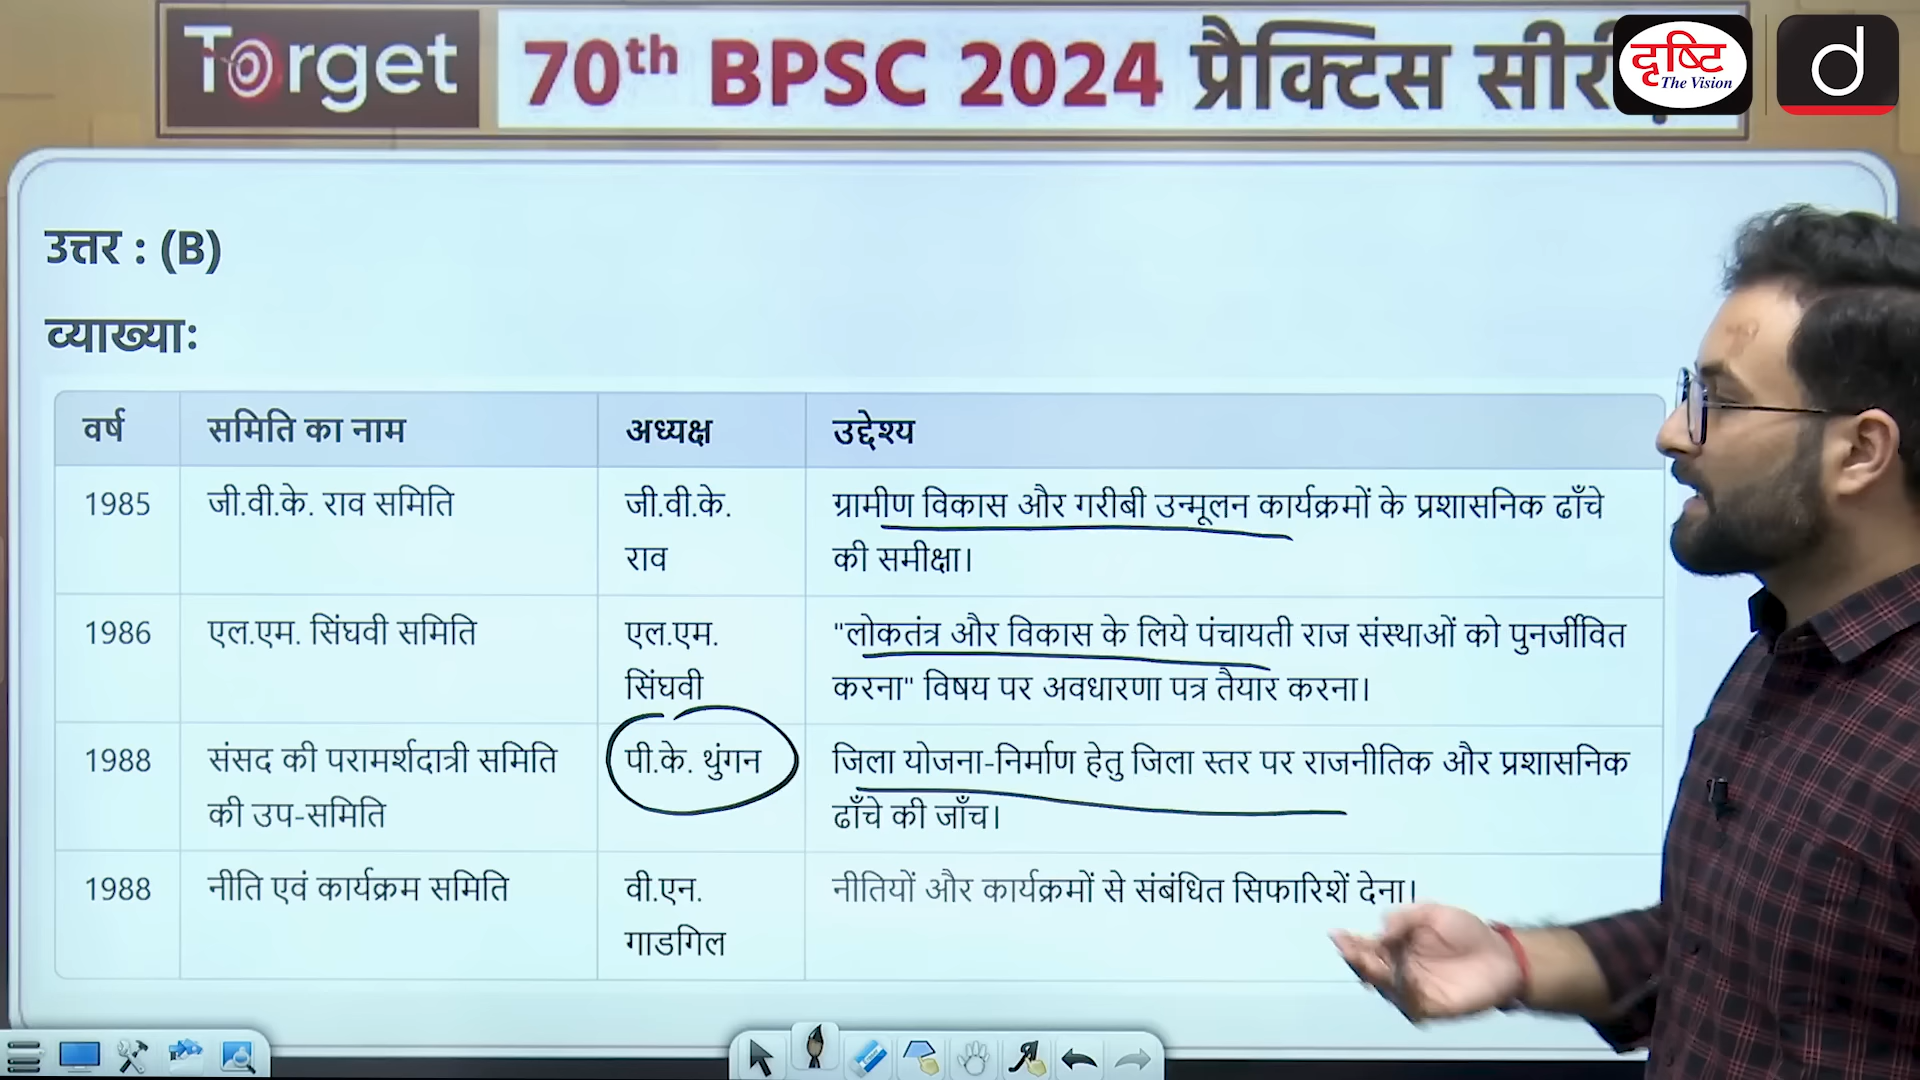 Target
70th BPSC 2024 प्रैक्टिस
दृष्टि
The Vision
d
उत्तर : (B)
व्याख्याः
वर्ष समिति का नाम अध्यक्ष उद्देश्य
1985 जी.वी.के. राव समिति जी.वी.के. ग्रामीण विकास और गरीबी उन्मूलन कार्यक्रमों के प्रशासनिक ढाँचे
राव की समीक्षा।
1986 एल.एम. सिंघवी समिति एल.एम. "लोकतंत्र और विकास के लिये पंचायती राज संस्थाओं को पुनर्जीवित
सिंघवी करना" विषय पर अवधारणा पत्र तैयार करना।
1988 संसद की परामर्शदात्री समिति पी.के. थुंगन जिला योजना-निर्माण हेतु जिला स्तर पर राजनीतिक और प्रशासनिक
की उप-समिति ढाँचे की जाँच।
1988 नीति एवं कार्यक्रम समिति वी.एन. नीतियों और कार्यक्रमों से संबंधित सिफारिशें देना।
गाडगिल